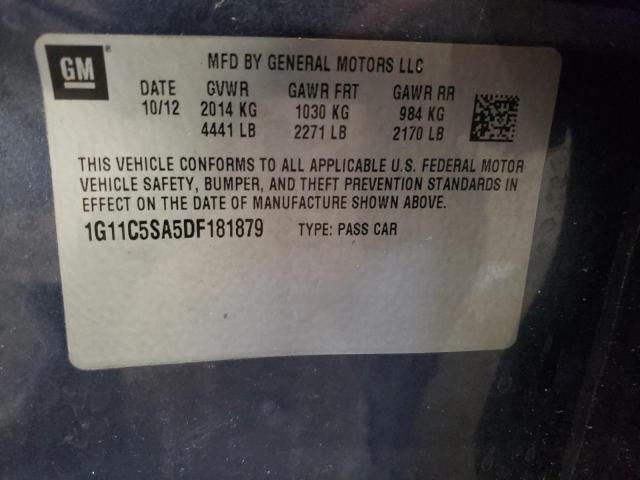 GM
MFD BY GENERAL MOTORS LLC
DATE GVWR GAWR FRT GAWR RR
10/12 2014 KG 1030 KG 984 KG
4441 LB 2271 LB 2170 LB
THIS VEHICLE CONFORMS TO ALL APPLICABLE U.S. FEDERAL MOTOR
VEHICLE SAFETY, BUMPER, AND THEFT PREVENTION STANDARDS IN
EFFECT ON THE DATE OF MANUFACTURE SHOWN ABOVE.
1G11C5SA5DF181879 TYPE: PASS CAR